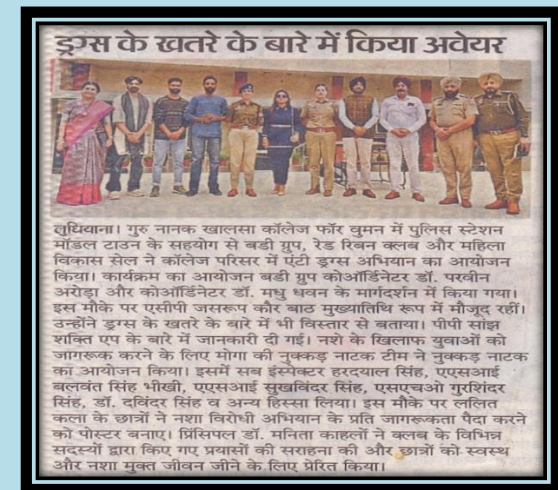 ड्रग्स के खतरे के बारे में किया अवेयर
लुधियाना। गुरु नानक खालसा कॉलेज फॉर वुमन में पुलिस स्टेशन
मॉडल टाउन के सहयोग से बडी ग्रुप, रेड रिबन क्लब और महिला
विकास सेल ने कॉलेज परिसर में एंटी ड्रग्स अभियान का आयोजन
किया। कार्यक्रम का आयोजन बडी ग्रुप कोऑर्डिनेटर डॉ. परवीन
अरोड़ा और कोऑर्डिनेटर डॉ. मधु धवन के मार्गदर्शन में किया गया।
इस मौके पर एसीपी जसरूप कौर बाठ मुख्यातिथि रूप में मौजूद रहीं।
उन्होंने ड्रग्स के खतरे के बारे में भी विस्तार से बताया। पीपी सांझ
शक्ति एप के बारे में जानकारी दी गई। नशे के खिलाफ युवाओं को
जागरूक करने के लिए मोगा की नुक्कड़ नाटक टीम ने नुक्कड़ नाटक
का आयोजन किया। इसमें सब इंस्पेक्टर हरदयाल सिंह, एएसआई
बलवंत सिंह भीखी, एएसआई सुखविंदर सिंह, एसएचओ गुरशिंदर
सिंह, डॉ. दविंदर सिंह व अन्य हिस्सा लिया। इस मौके पर ललित
कला के छात्रों ने नशा विरोधी अभियान के प्रति जागरूकता पैदा करने
को पोस्टर बनाए। प्रिंसिपल डॉ. मनिता काहलों ने क्लब के विभिन्न
सदस्यों द्वारा किए गए प्रयासों की सराहना की और छात्रों को स्वस्थ
और नशा मुक्त जीवन जीने के लिए प्रेरित किया।